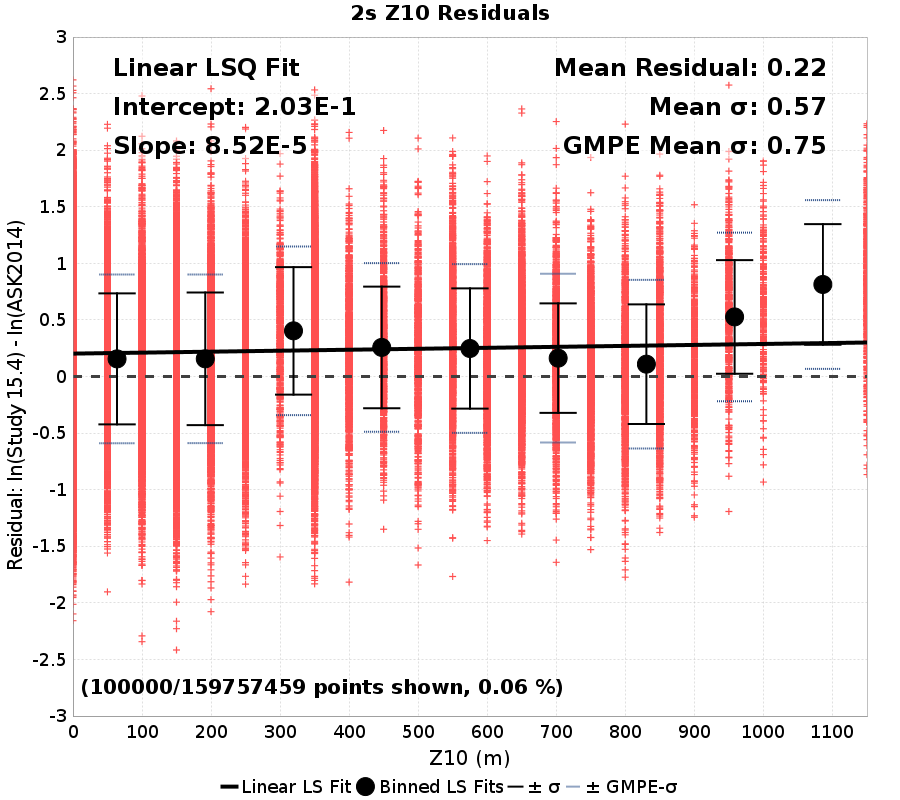 2s Z10 Residuals
Linear LSQ Fit
Intercept: 2.03E-1
Slope: 8.52E-5
Mean Residual: 0.22
Mean σ: 0.57
GMPE Mean σ: 0.75
Residual: ln(Study 15.4) - ln(ASK2014)
3
2.5
2
1.5
1
0.5
0
-0.5
-1
-1.5
-2
-2.5
-3
(100000/159757459 points shown, 0.06 %)
0 100 200 300 400 500 600 700 800 900 1000 1100
Z10 (m)
Linear LS Fit Binned LS Fits ± σ ± GMPE-σ